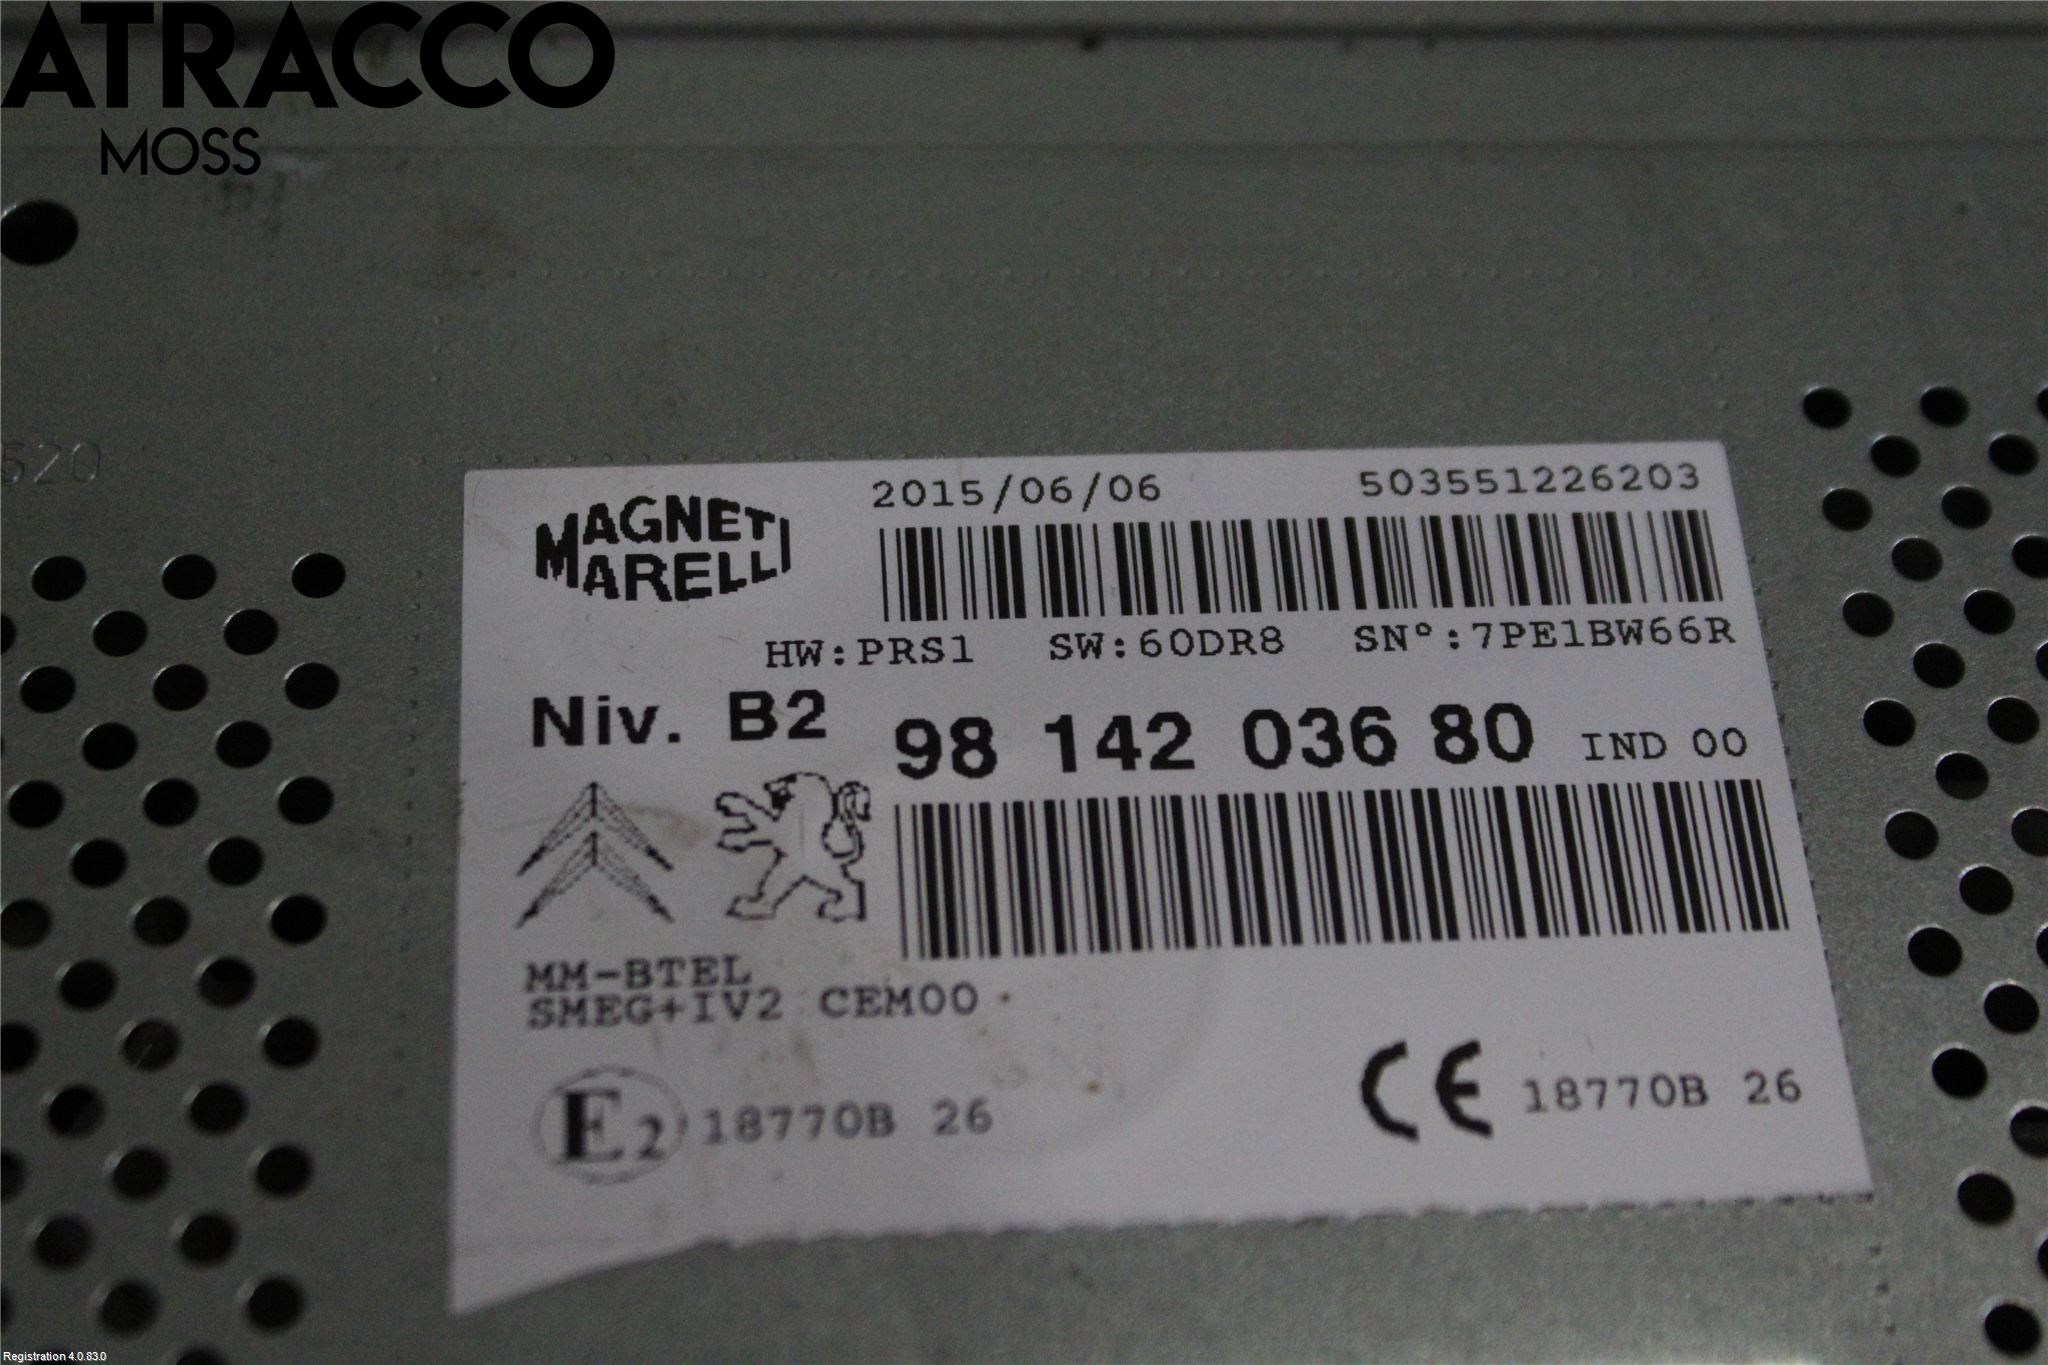 ATRACCO
MOSS
520
MAGNETI
MARELLI
2015/06/06 503551226203
HW:PRS1 SW:60DR8 SN°:7PE1BW66R
Niv. B2 98 142 036 80 IND 00
MM-BTEL
SMEG+IV2 CEM00
E2 18770B 26
CE 18770B 26
Registration 4.0.83.0